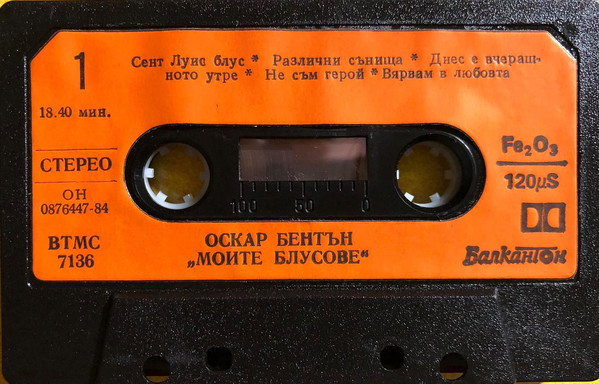 1
Сент Луис блус * Различни сънища * Днес е вчераш-
ното утре * Не съм герой * Вярвам в любовта
18.40 мин.
СТЕРЕО
ОН
0876447-84
ВТМС
7136
Fe₂O₃
120μS
100 50 0
ОСКАР БЕНТЪН
„МОИТЕ БЛУСОВЕ“
Балкантон